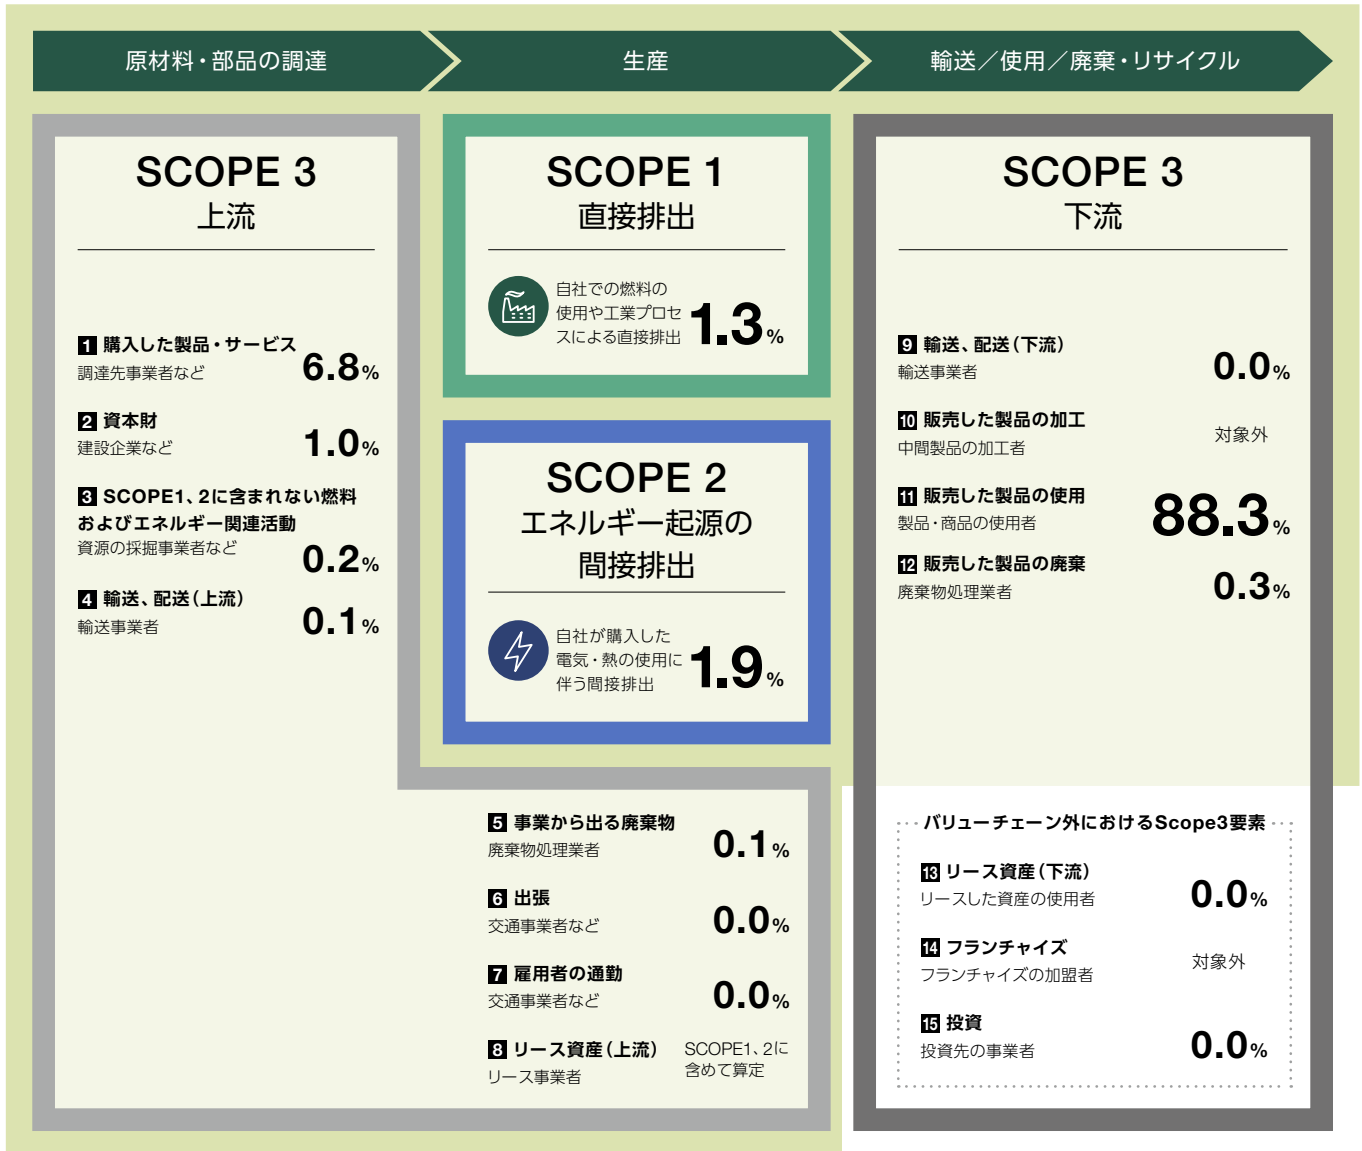 原材料・部品の調達
生産
輸送／使用／廃棄・リサイクル
SCOPE 3
上流
1 購入した製品・サービス
調達先事業者など
6.8%
2 資本財
建設企業など
1.0%
3 SCOPE1、2に含まれない燃料
およびエネルギー関連活動
資源の採掘事業者など
0.2%
4 輸送、配送（上流）
輸送事業者
0.1%
5 事業から出る廃棄物
廃棄物処理業者
0.1%
6 出張
交通事業者など
0.0%
7 雇用者の通勤
交通事業者など
0.0%
8 リース資産（上流）
リース事業者
SCOPE1、2に
含めて算定
SCOPE 1
直接排出
自社での燃料の
使用や工業プロセ
スによる直接排出
1.3%
SCOPE 2
エネルギー起源の
間接排出
自社が購入した
電気・熱の使用に
伴う間接排出
1.9%
SCOPE 3
下流
9 輸送、配送（下流）
輸送事業者
0.0%
10 販売した製品の加工
中間製品の加工者
対象外
11 販売した製品の使用
製品・商品の使用者
88.3%
12 販売した製品の廃棄
廃棄物処理業者
0.3%
バリューチェーン外におけるScope3要素
13 リース資産（下流）
リースした資産の使用者
0.0%
14 フランチャイズ
フランチャイズの加盟者
対象外
15 投資
投資先の事業者
0.0%